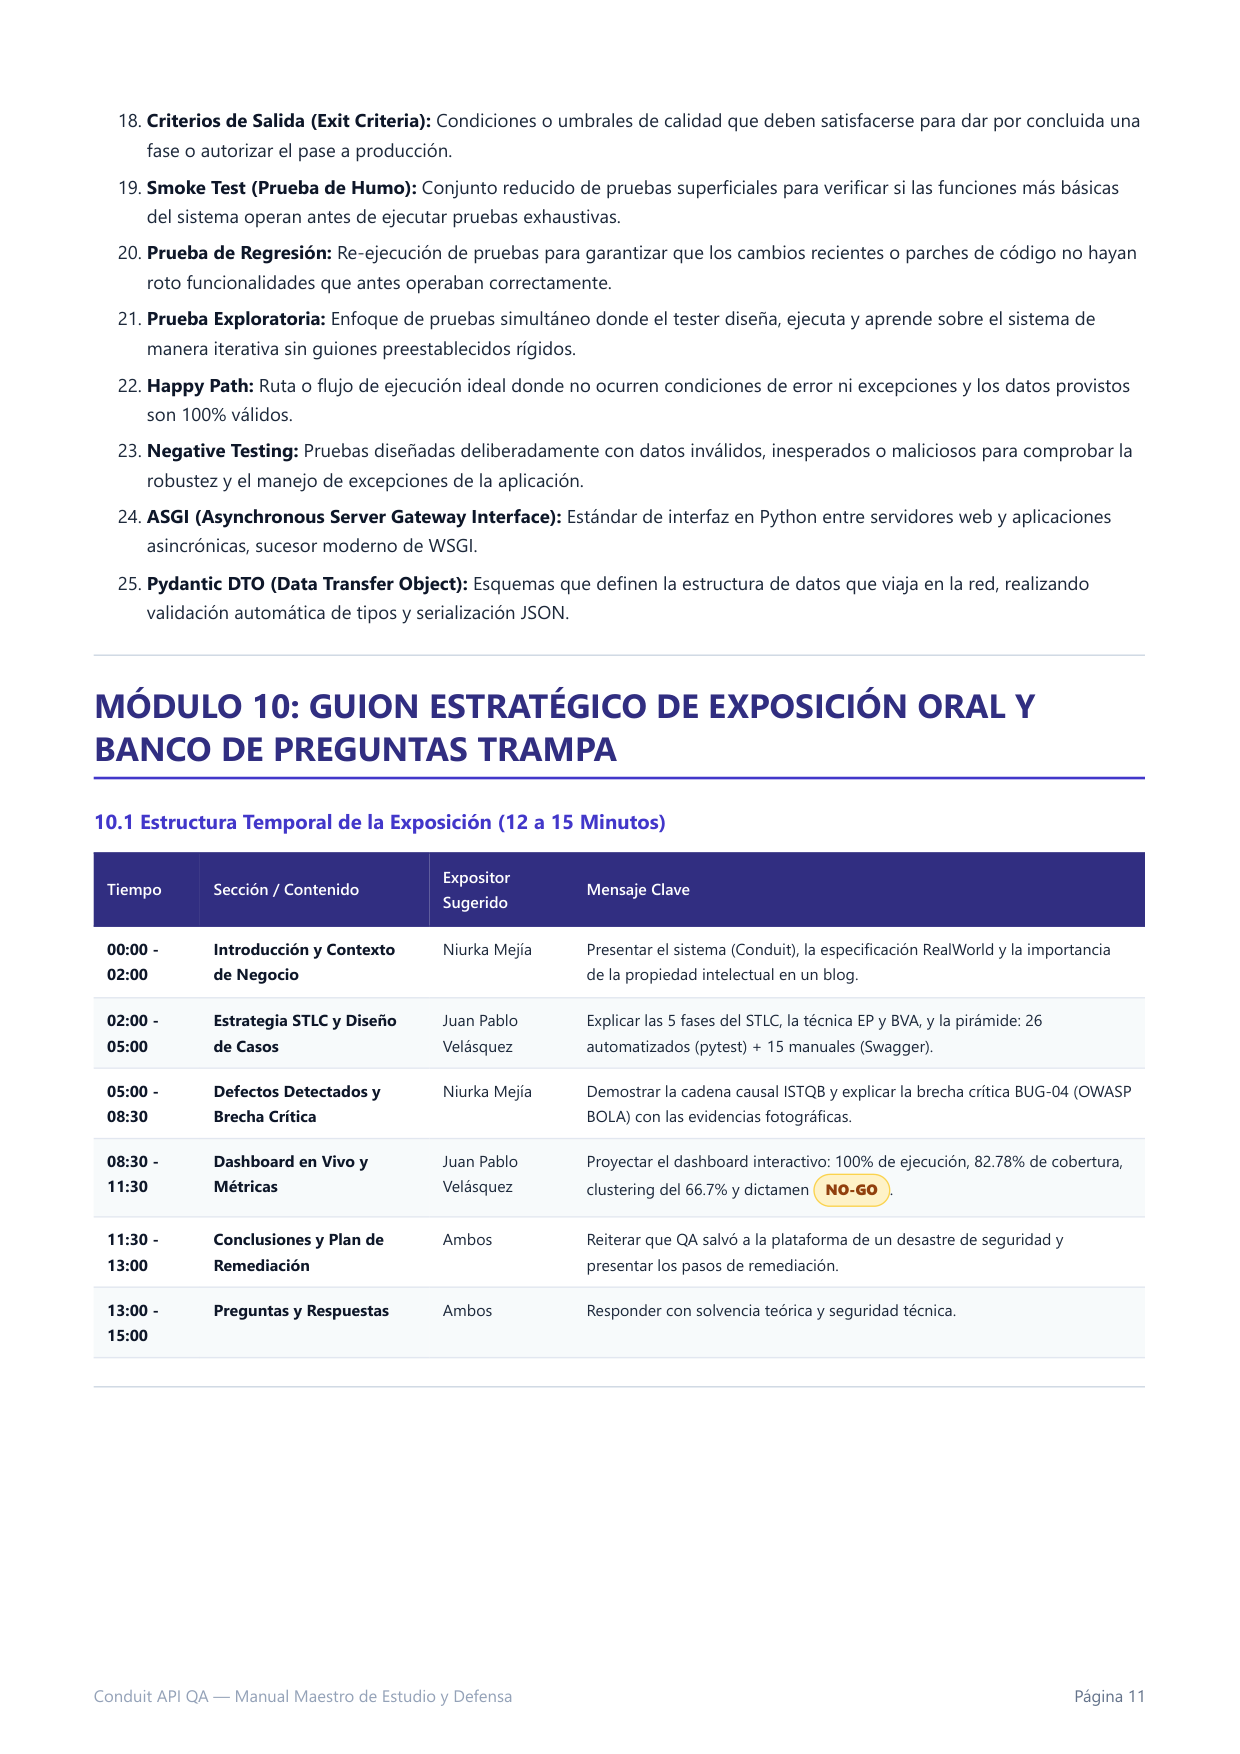 18. Criterios de Salida (Exit Criteria): Condiciones o umbrales de calidad que deben satisfacerse para dar por concluida una
fase o autorizar el pase a producción.
19. Smoke Test (Prueba de Humo): Conjunto reducido de pruebas superficiales para verificar si las funciones más básicas
del sistema operan antes de ejecutar pruebas exhaustivas.
20. Prueba de Regresión: Re-ejecución de pruebas para garantizar que los cambios recientes o parches de código no hayan
roto funcionalidades que antes operaban correctamente.
21. Prueba Exploratoria: Enfoque de pruebas simultáneo donde el tester diseña, ejecuta y aprende sobre el sistema de
manera iterativa sin guiones preestablecidos rígidos.
22. Happy Path: Ruta o flujo de ejecución ideal donde no ocurren condiciones de error ni excepciones y los datos provistos
son 100% válidos.
23. Negative Testing: Pruebas diseñadas deliberadamente con datos inválidos, inesperados o maliciosos para comprobar la
robustez y el manejo de excepciones de la aplicación.
24. ASGI (Asynchronous Server Gateway Interface): Estándar de interfaz en Python entre servidores web y aplicaciones
asincrónicas, sucesor moderno de WSGI.
25. Pydantic DTO (Data Transfer Object): Esquemas que definen la estructura de datos que viaja en la red, realizando
validación automática de tipos y serialización JSON.
MÓDULO 10: GUION ESTRATÉGICO DE EXPOSICIÓN ORAL Y
BANCO DE PREGUNTAS TRAMPA
10.1 Estructura Temporal de la Exposición (12 a 15 Minutos)
Tiempo
Sección / Contenido
Expositor
Sugerido
Mensaje Clave
00:00 -
02:00
Introducción y Contexto
de Negocio
Niurka Mejía
Presentar el sistema (Conduit), la especificación RealWorld y la importancia
de la propiedad intelectual en un blog.
02:00 -
05:00
Estrategia STLC y Diseño
de Casos
Juan Pablo
Velásquez
Explicar las 5 fases del STLC, la técnica EP y BVA, y la pirámide: 26
automatizados (pytest) + 15 manuales (Swagger).
05:00 -
08:30
Defectos Detectados y
Brecha Crítica
Niurka Mejía
Demostrar la cadena causal ISTQB y explicar la brecha crítica BUG-04 (OWASP
BOLA) con las evidencias fotográficas.
08:30 -
11:30
Dashboard en Vivo y
Métricas
Juan Pablo
Velásquez
Proyectar el dashboard interactivo: 100% de ejecución, 82.78% de cobertura,
clustering del 66.7% y dictamen NO-GO.
11:30 -
13:00
Conclusiones y Plan de
Remediación
Ambos
Reiterar que QA salvó a la plataforma de un desastre de seguridad y
presentar los pasos de remediación.
13:00 -
15:00
Preguntas y Respuestas
Ambos
Responder con solvencia teórica y seguridad técnica.
Conduit API QA — Manual Maestro de Estudio y Defensa
Página 11